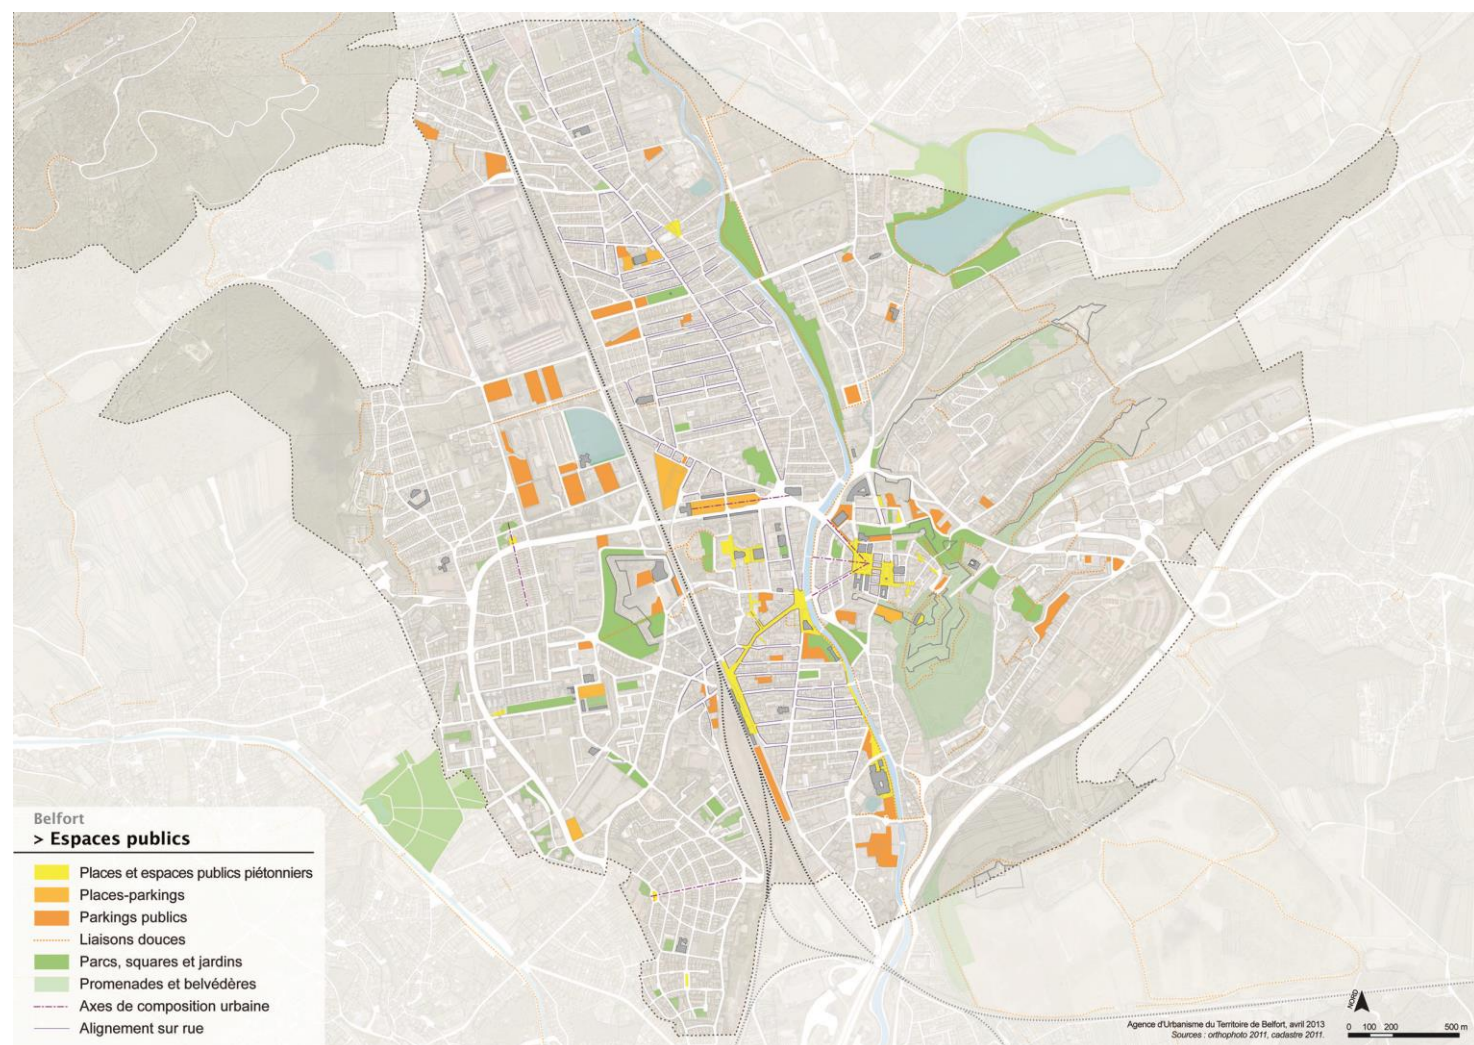 Belfort
> Espaces publics
Places et espaces publics piétonniers
Places-parkings
Parkings publics
Liaisons douces
Parcs, squares et jardins
Promenades et belvédères
Axes de composition urbaine
Alignement sur rue
NORD
Agence d'Urbanisme du Territoire de Belfort, avril 2013
Sources : orthophoto 2011, cadastre 2011.
0 100 200 500 m